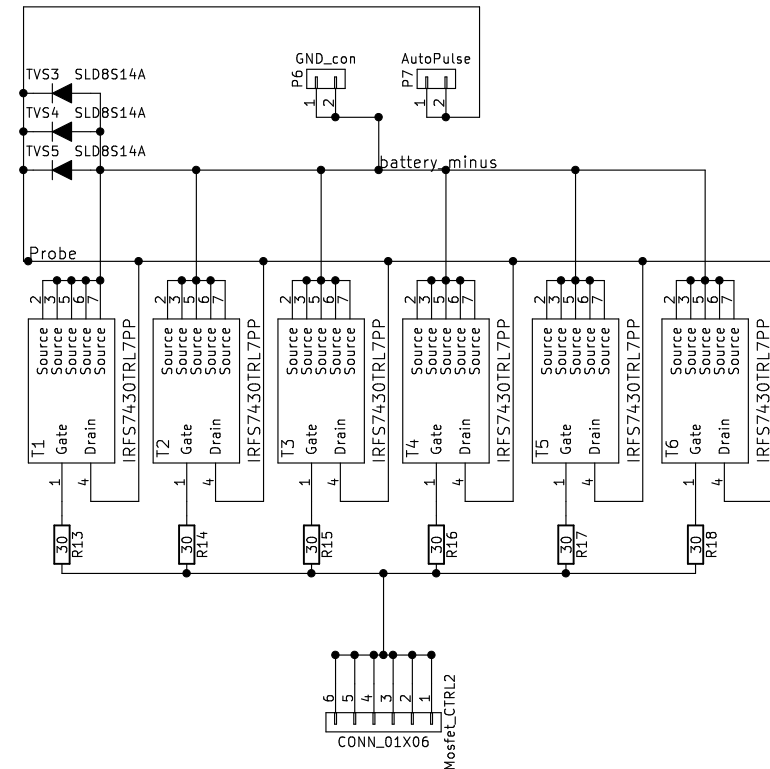 GND_con
AutoPulse
P6
P7
1
2
1
2
TVS3 SLD8S14A
TVS4 SLD8S14A
TVS5 SLD8S14A
battery_minus
Probe
2
3
5
6
7
Source
Source
Source
Source
Source
T1
Gate
Drain
IRFS7430TRL7PP
1
4
2
3
5
6
7
Source
Source
Source
Source
Source
T2
Gate
Drain
IRFS7430TRL7PP
1
4
2
3
5
6
7
Source
Source
Source
Source
Source
T3
Gate
Drain
IRFS7430TRL7PP
1
4
2
3
5
6
7
Source
Source
Source
Source
Source
T4
Gate
Drain
IRFS7430TRL7PP
1
4
2
3
5
6
7
Source
Source
Source
Source
Source
T5
Gate
Drain
IRFS7430TRL7PP
1
4
2
3
5
6
7
Source
Source
Source
Source
Source
T6
Gate
Drain
IRFS7430TRL7PP
1
4
30
R13
30
R14
30
R15
30
R16
30
R17
30
R18
6
5
4
3
2
1
CONN_01X06
Mosfet_CTRL2